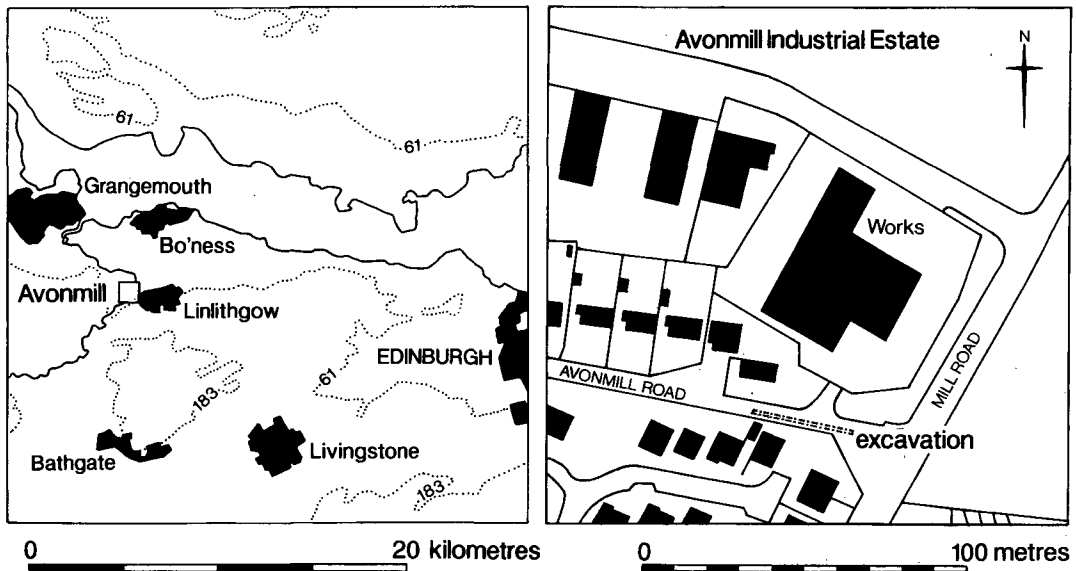 61
61
Grangemouth
Bo'ness
Avonmill
Linlithgow
EDINBURGH
61
183
Bathgate
Livingstone
183
0 20 kilometres
Avonmill Industrial Estate
N
Works
AVONMILL ROAD
MILL ROAD
excavation
0 100 metres